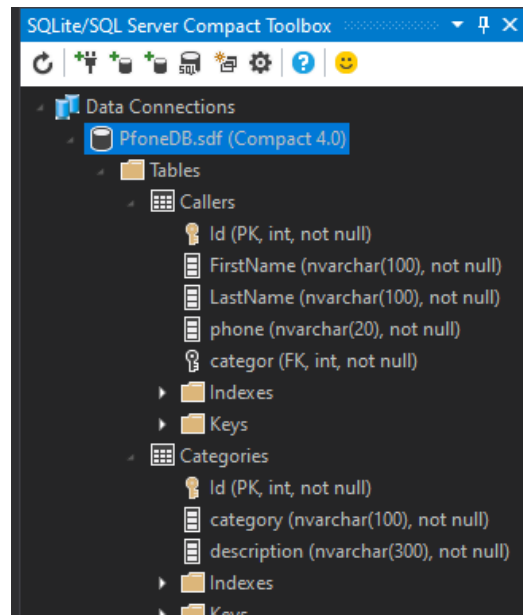 SQLite/SQL Server Compact Toolbox
SQL
Data Connections
PfoneDB.sdf (Compact 4.0)
Tables
Callers
Id (PK, int, not null)
FirstName (nvarchar(100), not null)
LastName (nvarchar(100), not null)
phone (nvarchar(20), not null)
categor (FK, int, not null)
Indexes
Keys
Categories
Id (PK, int, not null)
category (nvarchar(100), not null)
description (nvarchar(300), not null)
Indexes
Keys